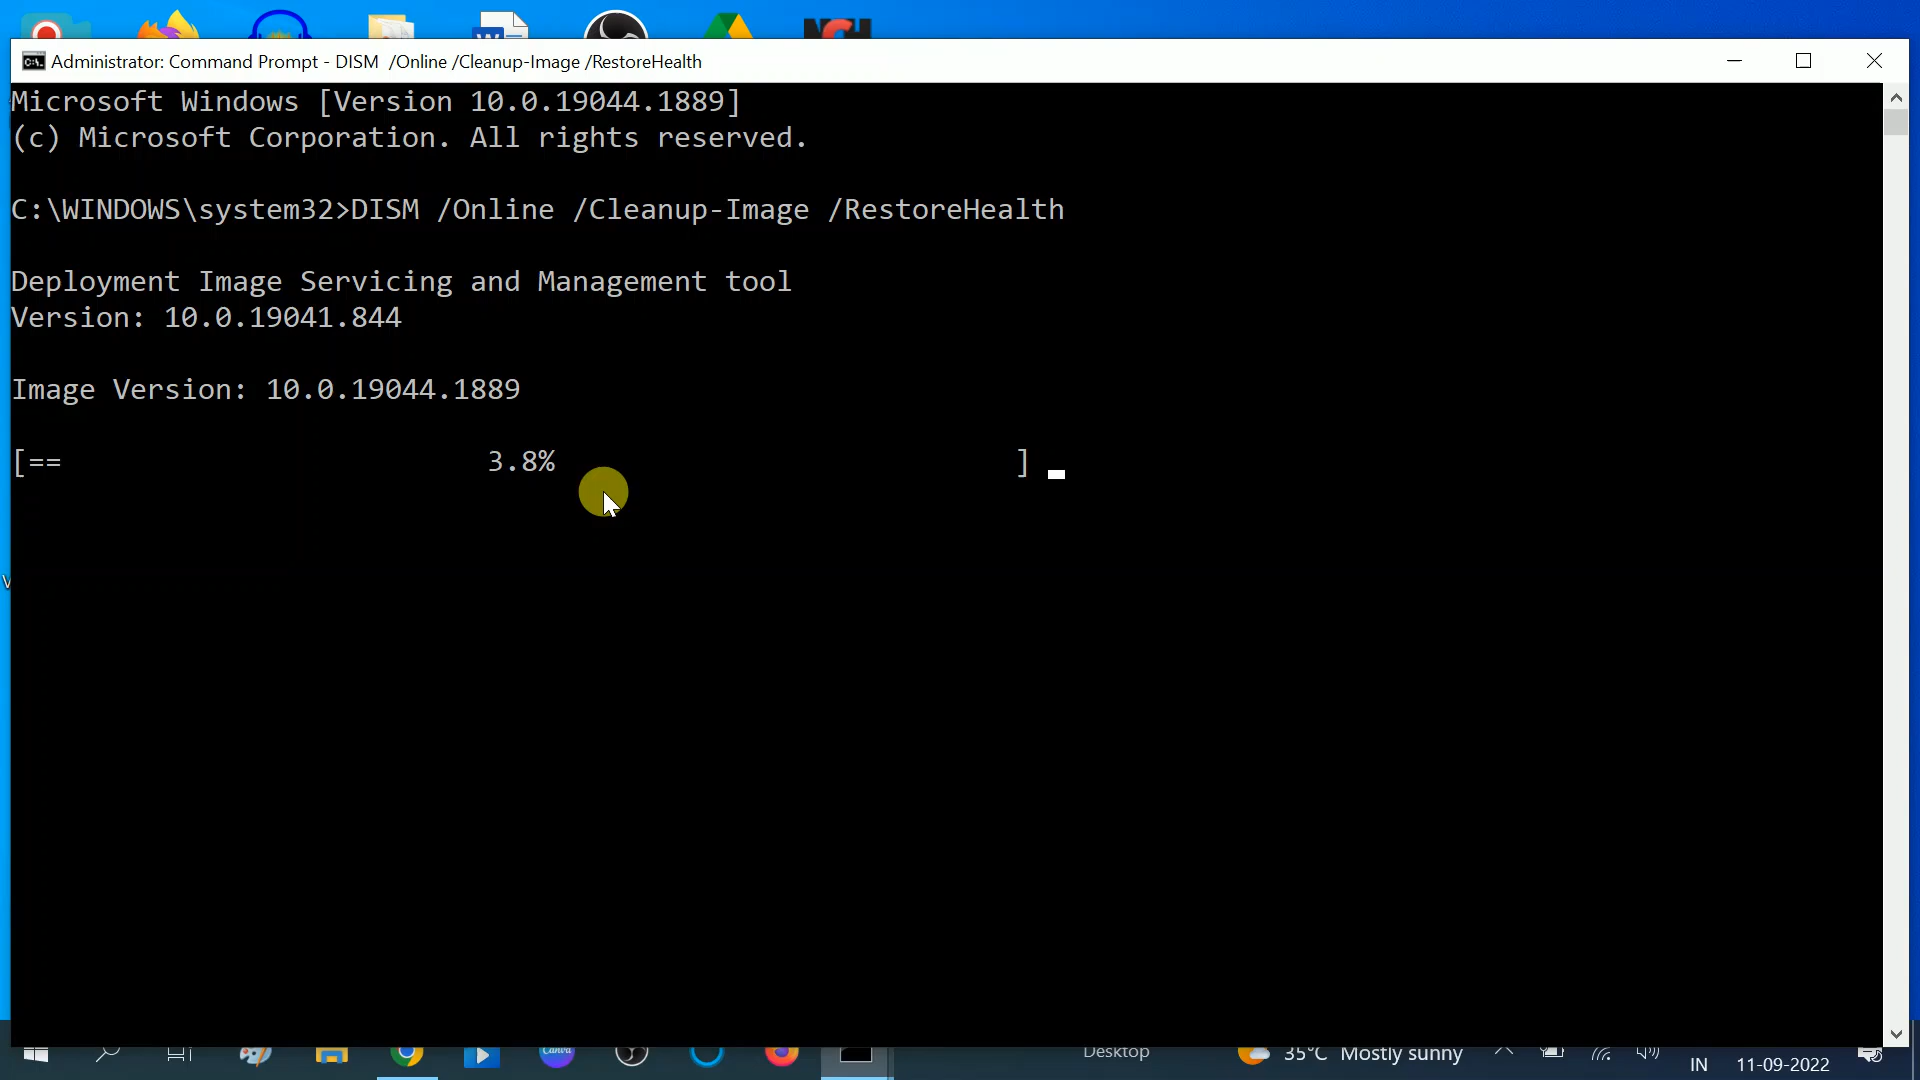 Administrator: Command Prompt - DISM  /Online /Cleanup-Image /RestoreHealth
Microsoft Windows [Version 10.0.19044.1889]
(c) Microsoft Corporation. All rights reserved.
C:\WINDOWS\system32>DISM /Online /Cleanup-Image /RestoreHealth
Deployment Image Servicing and Management tool
Version: 10.0.19041.844
Image Version: 10.0.19044.1889
[==                          3.8%                           ]
Desktop
35°C Mostly sunny
IN
11-09-2022